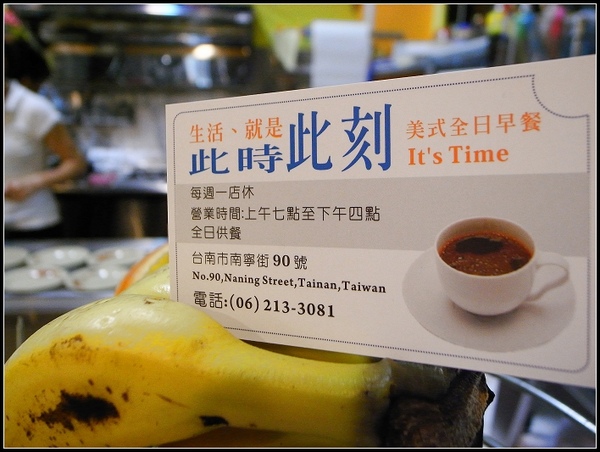 生活、就是
此時此刻
美式全日早餐
It's Time
每週一店休
營業時間:上午七點至下午四點
全日供餐
台南市南寧街 90 號
No.90,Naning Street,Tainan,Taiwan
電話:(06) 213-3081